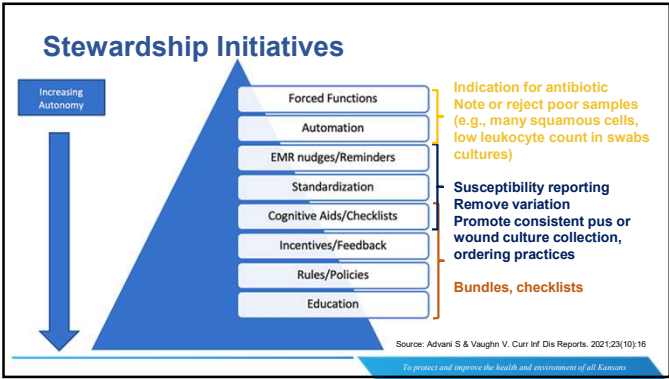 Stewardship Initiatives
Increasing
Autonomy
Forced Functions
Automation
EMR nudges/Reminders
Standardization
Cognitive Aids/Checklists
Incentives/Feedback
Rules/Policies
Education
Indication for antibiotic
Note or reject poor samples
(e.g., many squamous cells,
low leukocyte count in swabs
cultures)
Susceptibility reporting
Remove variation
Promote consistent pus or
wound culture collection,
ordering practices
Bundles, checklists
Source: Advani S & Vaughn V. Curr Inf Dis Reports. 2021;23(10):16
To protect and improve the health and environment of all Kansans